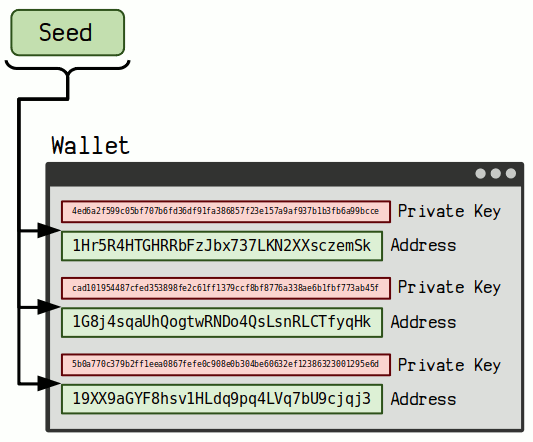 Seed
Wallet
4ed6a2f599c05bf707b6fd36df91fa386857f23e157a9af937b1b3fb6a99bcce Private Key
1Hr5R4HTGHRRbFzJbx737LKN2XXsczemSk Address
cad101954487cfed353898fe2c61ff1379ccf8bf8776a338ae6b1fbf773ab45f Private Key
1G8j4sqaUhQogtwRNDo4QsLsnRLCTfyqHk Address
5b0a770c379b2ff1eea0867fefe0c908e0b304be60632ef12386323001295e6d Private Key
19XX9aGYF8hsv1HLdq9pq4LVq7bU9cjqj3 Address